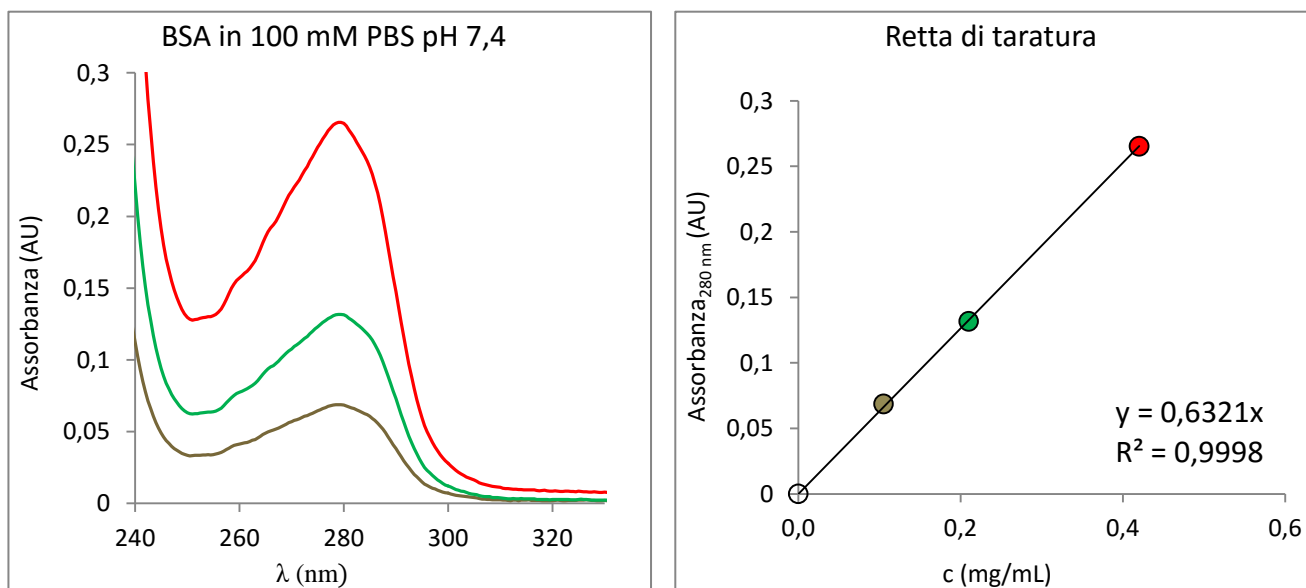 BSA in 100 mM PBS pH 7,4
0,3
0,25
0,2
0,15
0,1
0,05
0
Assorbanza (AU)
240 260 280 300 320
λ (nm)
Retta di taratura
0,3
0,25
0,2
0,15
0,1
0,05
0
Assorbanza280 nm (AU)
y = 0,6321x
R² = 0,9998
0,0 0,2 0,4 0,6
c (mg/mL)